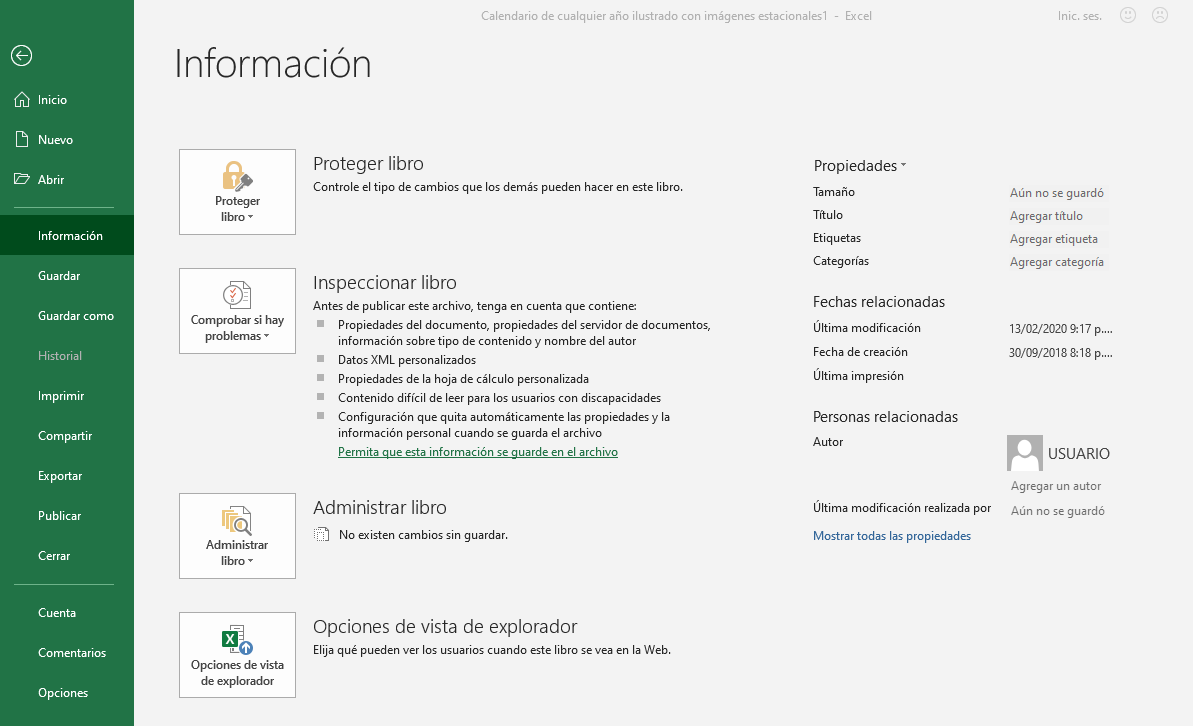 Calendario de cualquier año ilustrado con imágenes estacionales1 - Excel
Inic. ses.
Inicio
Nuevo
Abrir
Información
Guardar
Guardar como
Historial
Imprimir
Compartir
Exportar
Publicar
Cerrar
Cuenta
Comentarios
Opciones
Información
Proteger
libro
Proteger libro
Controle el tipo de cambios que los demás pueden hacer en este libro.
Comprobar si hay
problemas
Inspeccionar libro
Antes de publicar este archivo, tenga en cuenta que contiene:
Propiedades del documento, propiedades del servidor de documentos,
información sobre tipo de contenido y nombre del autor
Datos XML personalizados
Propiedades de la hoja de cálculo personalizada
Contenido difícil de leer para los usuarios con discapacidades
Configuración que quita automáticamente las propiedades y la
información personal cuando se guarda el archivo
Permita que esta información se guarde en el archivo
Administrar
libro
Administrar libro
No existen cambios sin guardar.
Opciones de vista
de explorador
Opciones de vista de explorador
Elija qué pueden ver los usuarios cuando este libro se vea en la Web.
Propiedades
Tamaño Aún no se guardó
Título Agregar título
Etiquetas Agregar etiqueta
Categorías Agregar categoría
Fechas relacionadas
Última modificación 13/02/2020 9:17 p....
Fecha de creación 30/09/2018 8:18 p....
Última impresión
Personas relacionadas
Autor
USUARIO
Agregar un autor
Última modificación realizada por Aún no se guardó
Mostrar todas las propiedades